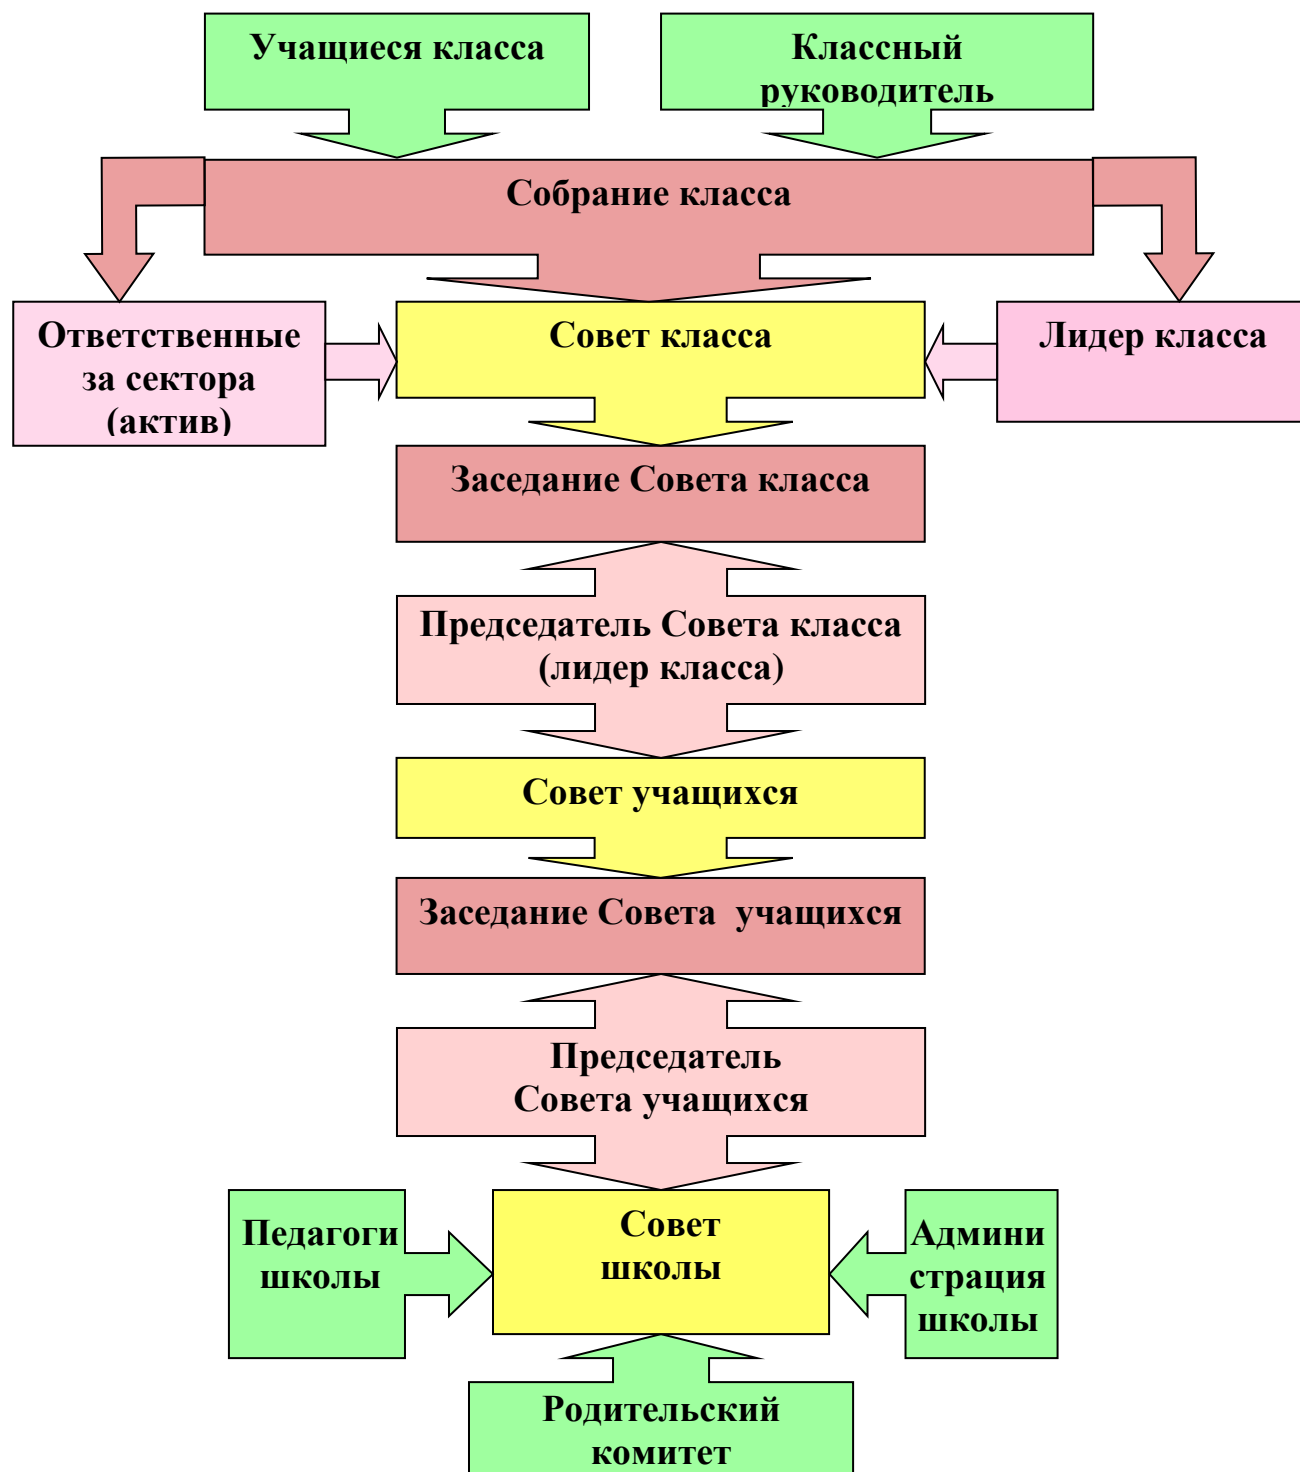 Учащиеся класса
Классный
руководитель
Собрание класса
Ответственные
за сектора
(актив)
Совет класса
Лидер класса
Заседание Совета класса
Председатель Совета класса
(лидер класса)
Совет учащихся
Заседание Совета  учащихся
Председатель
Совета учащихся
Педагоги
школы
Совет
школы
Админи
страция
школы
Родительский
комитет